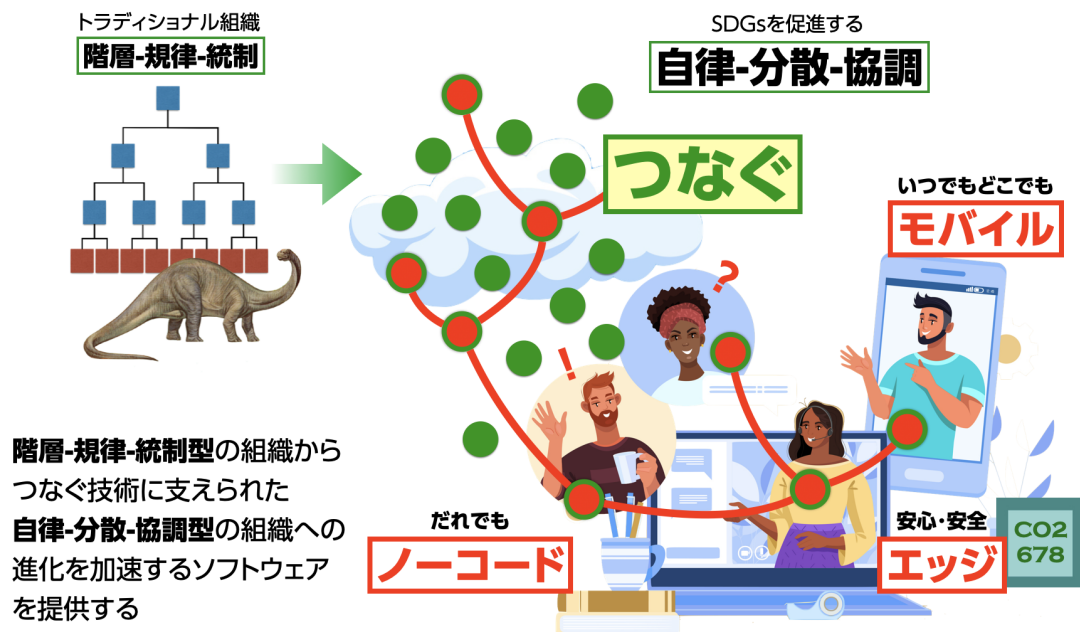 トラディショナル組織
階層-規律-統制
SDGsを促進する
自律-分散-協調
つなぐ
いつでもどこでも
モバイル
?
!
階層-規律-統制型の組織から
つなぐ技術に支えられた
自律-分散-協調型の組織への
進化を加速するソフトウェア
を提供する
だれでも
ノーコード
安心・安全
エッジ
CO2
678